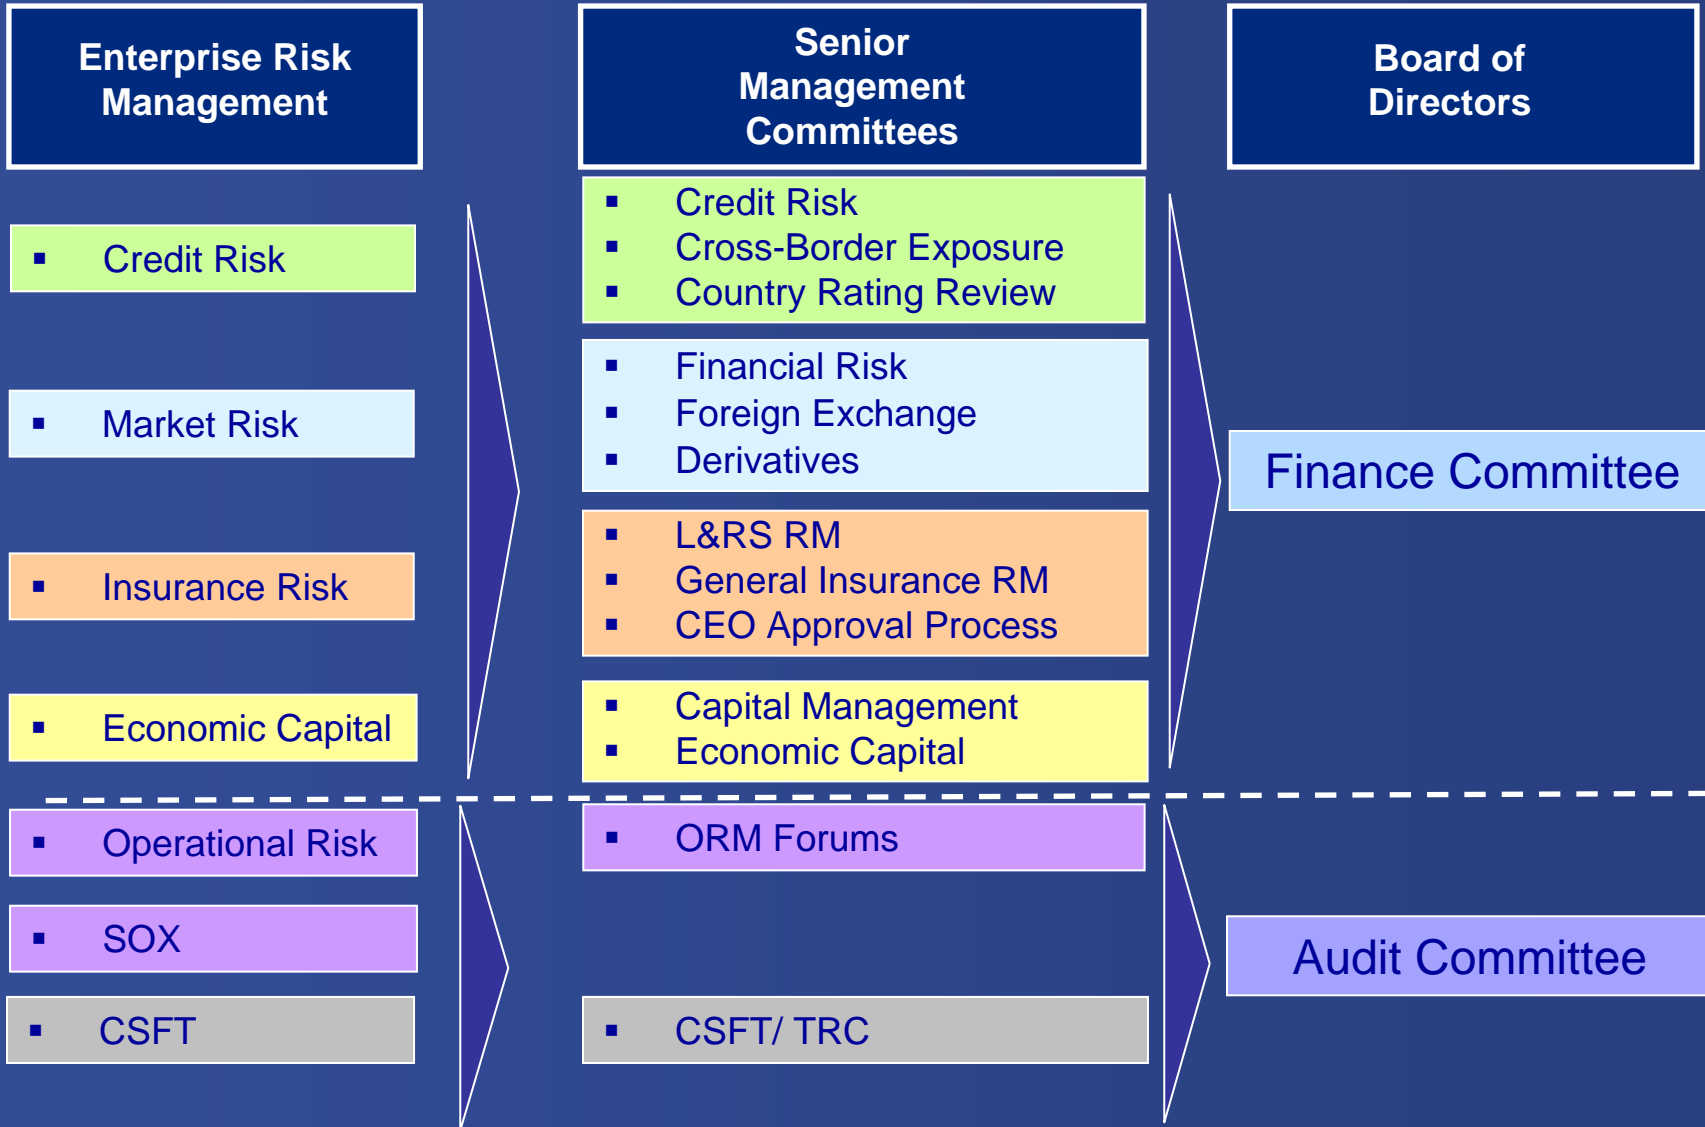 Enterprise Risk
Management
Senior
Management
Committees
Board of
Directors
▪ Credit Risk
▪ Market Risk
▪ Insurance Risk
▪ Economic Capital
▪ Credit Risk
▪ Cross-Border Exposure
▪ Country Rating Review
▪ Financial Risk
▪ Foreign Exchange
▪ Derivatives
▪ L&RS RM
▪ General Insurance RM
▪ CEO Approval Process
▪ Capital Management
▪ Economic Capital
Finance Committee
▪ Operational Risk
▪ SOX
▪ CSFT
▪ ORM Forums
▪ CSFT/ TRC
Audit Committee